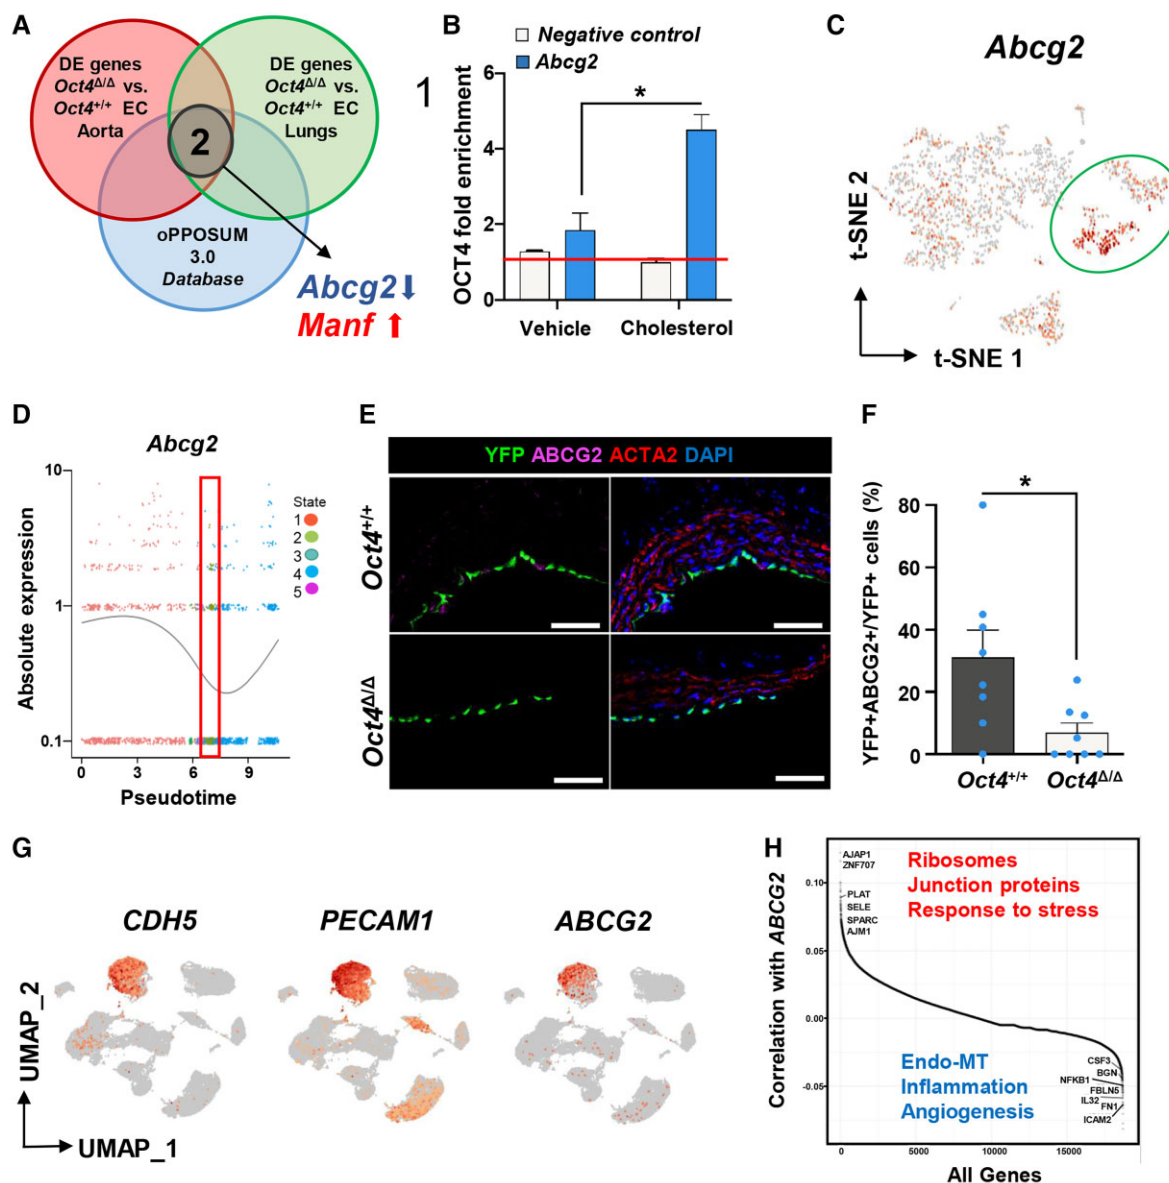 A
DE genes
Oct4Δ/Δ vs.
Oct4+/+ EC
Aorta
DE genes
Oct4Δ/Δ vs.
Oct4+/+ EC
Lungs
2
oPPOSUM
3.0
Database
Abcg2↓
Manf ↑
B
Negative control
Abcg2
1
OCT4 fold enrichment
6
4
2
0
*
Vehicle
Cholesterol
C
Abcg2
t-SNE 2
t-SNE 1
D
Abcg2
Absolute expression
10
1
0.1
0
3
6
9
Pseudotime
State
1
2
3
4
5
E
YFP ABCG2 ACTA2 DAPI
Oct4+/+
Oct4Δ/Δ
F
YFP+ABCG2+/YFP+ cells (%)
80
60
40
20
0
*
Oct4+/+
Oct4Δ/Δ
G
CDH5
PECAM1
ABCG2
UMAP_2
UMAP_1
H
Correlation with ABCG2
0.10
0.05
0.00
-0.05
AJAP1
ZNF707
PLAT
SELE
SPARC
AJM1
Ribosomes
Junction proteins
Response to stress
Endo-MT
Inflammation
Angiogenesis
CSF3
BGN
NFKB1
FBLN5
IL32
FN1
ICAM2
0
5000
10000
15000
All Genes